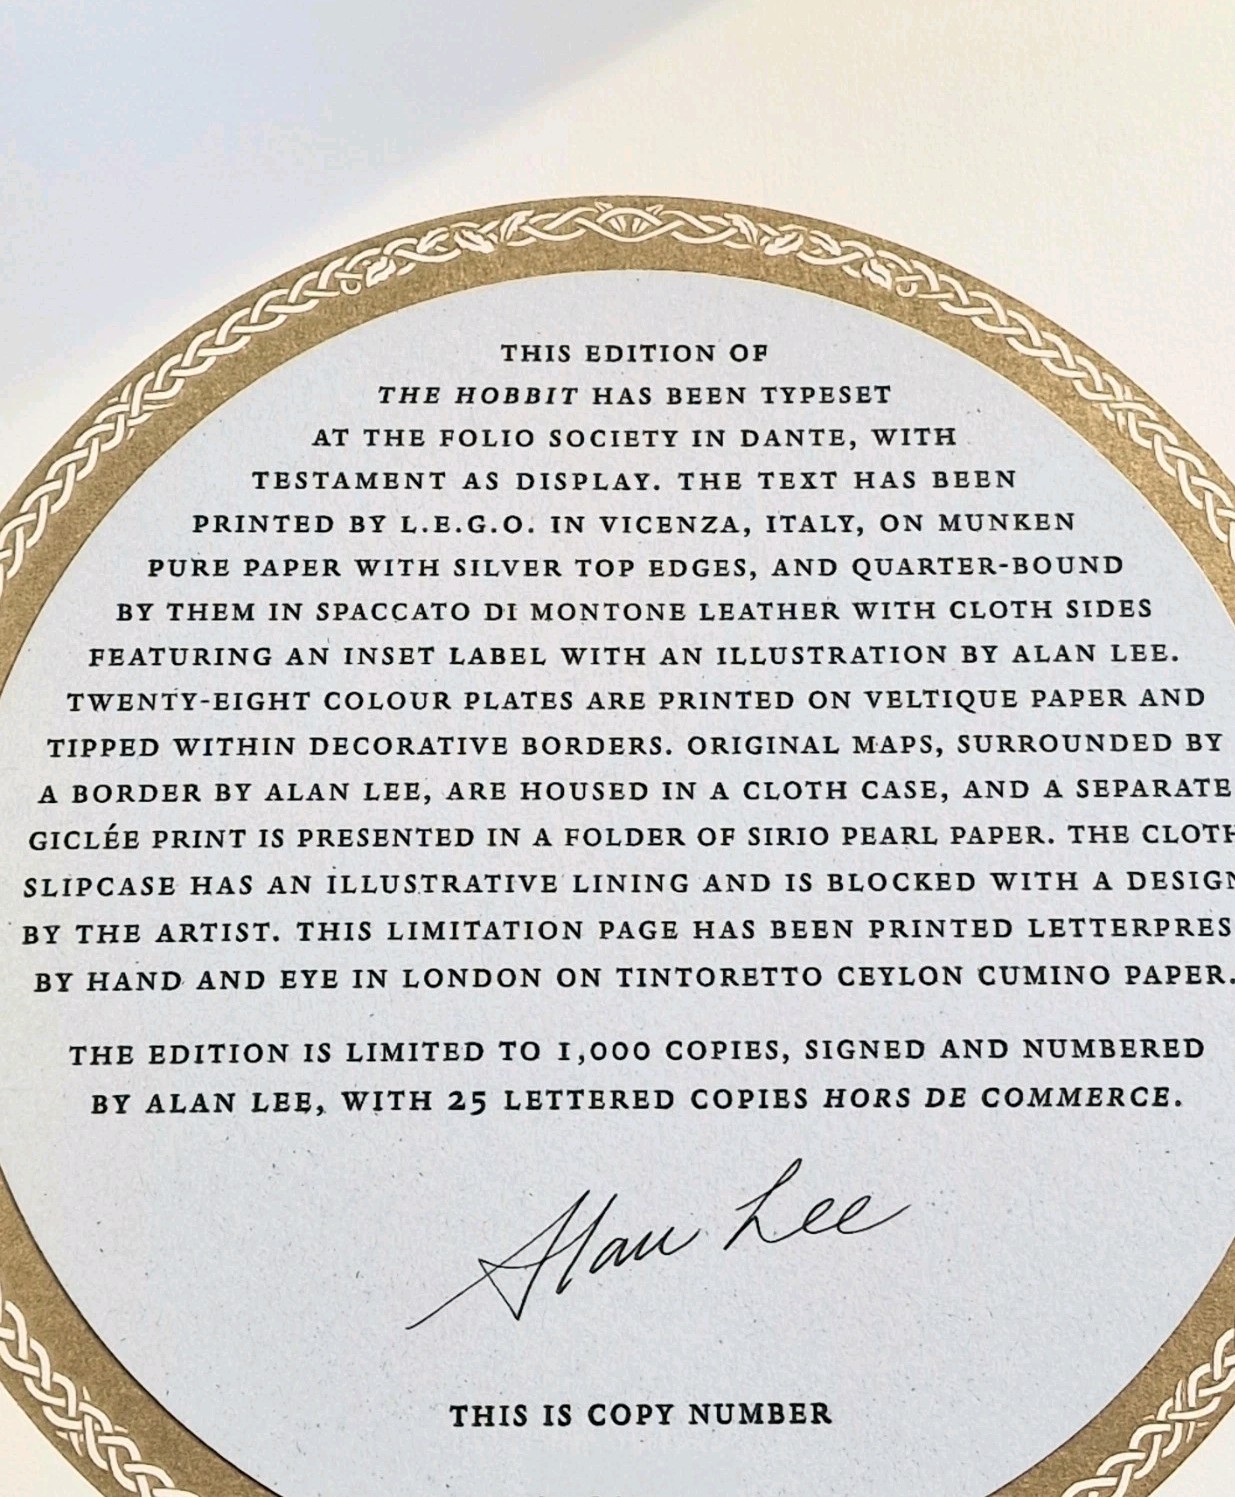 THIS EDITION OF
THE HOBBIT HAS BEEN TYPESET
AT THE FOLIO SOCIETY IN DANTE, WITH
TESTAMENT AS DISPLAY. THE TEXT HAS BEEN
PRINTED BY L.E.G.O. IN VICENZA, ITALY, ON MUNKEN
PURE PAPER WITH SILVER TOP EDGES, AND QUARTER-BOUND
BY THEM IN SPACCATO DI MONTONE LEATHER WITH CLOTH SIDES
FEATURING AN INSET LABEL WITH AN ILLUSTRATION BY ALAN LEE.
TWENTY-EIGHT COLOUR PLATES ARE PRINTED ON VELTIQUE PAPER AND
TIPPED WITHIN DECORATIVE BORDERS. ORIGINAL MAPS, SURROUNDED BY
A BORDER BY ALAN LEE, ARE HOUSED IN A CLOTH CASE, AND A SEPARATE
GICLÉE PRINT IS PRESENTED IN A FOLDER OF SIRIO PEARL PAPER. THE CLOTH
SLIPCASE HAS AN ILLUSTRATIVE LINING AND IS BLOCKED WITH A DESIGN
BY THE ARTIST. THIS LIMITATION PAGE HAS BEEN PRINTED LETTERPRES
BY HAND AND EYE IN LONDON ON TINTORETTO CEYLON CUMINO PAPER.
THE EDITION IS LIMITED TO 1,000 COPIES, SIGNED AND NUMBERED
BY ALAN LEE, WITH 25 LETTERED COPIES HORS DE COMMERCE.
Alan Lee
THIS IS COPY NUMBER